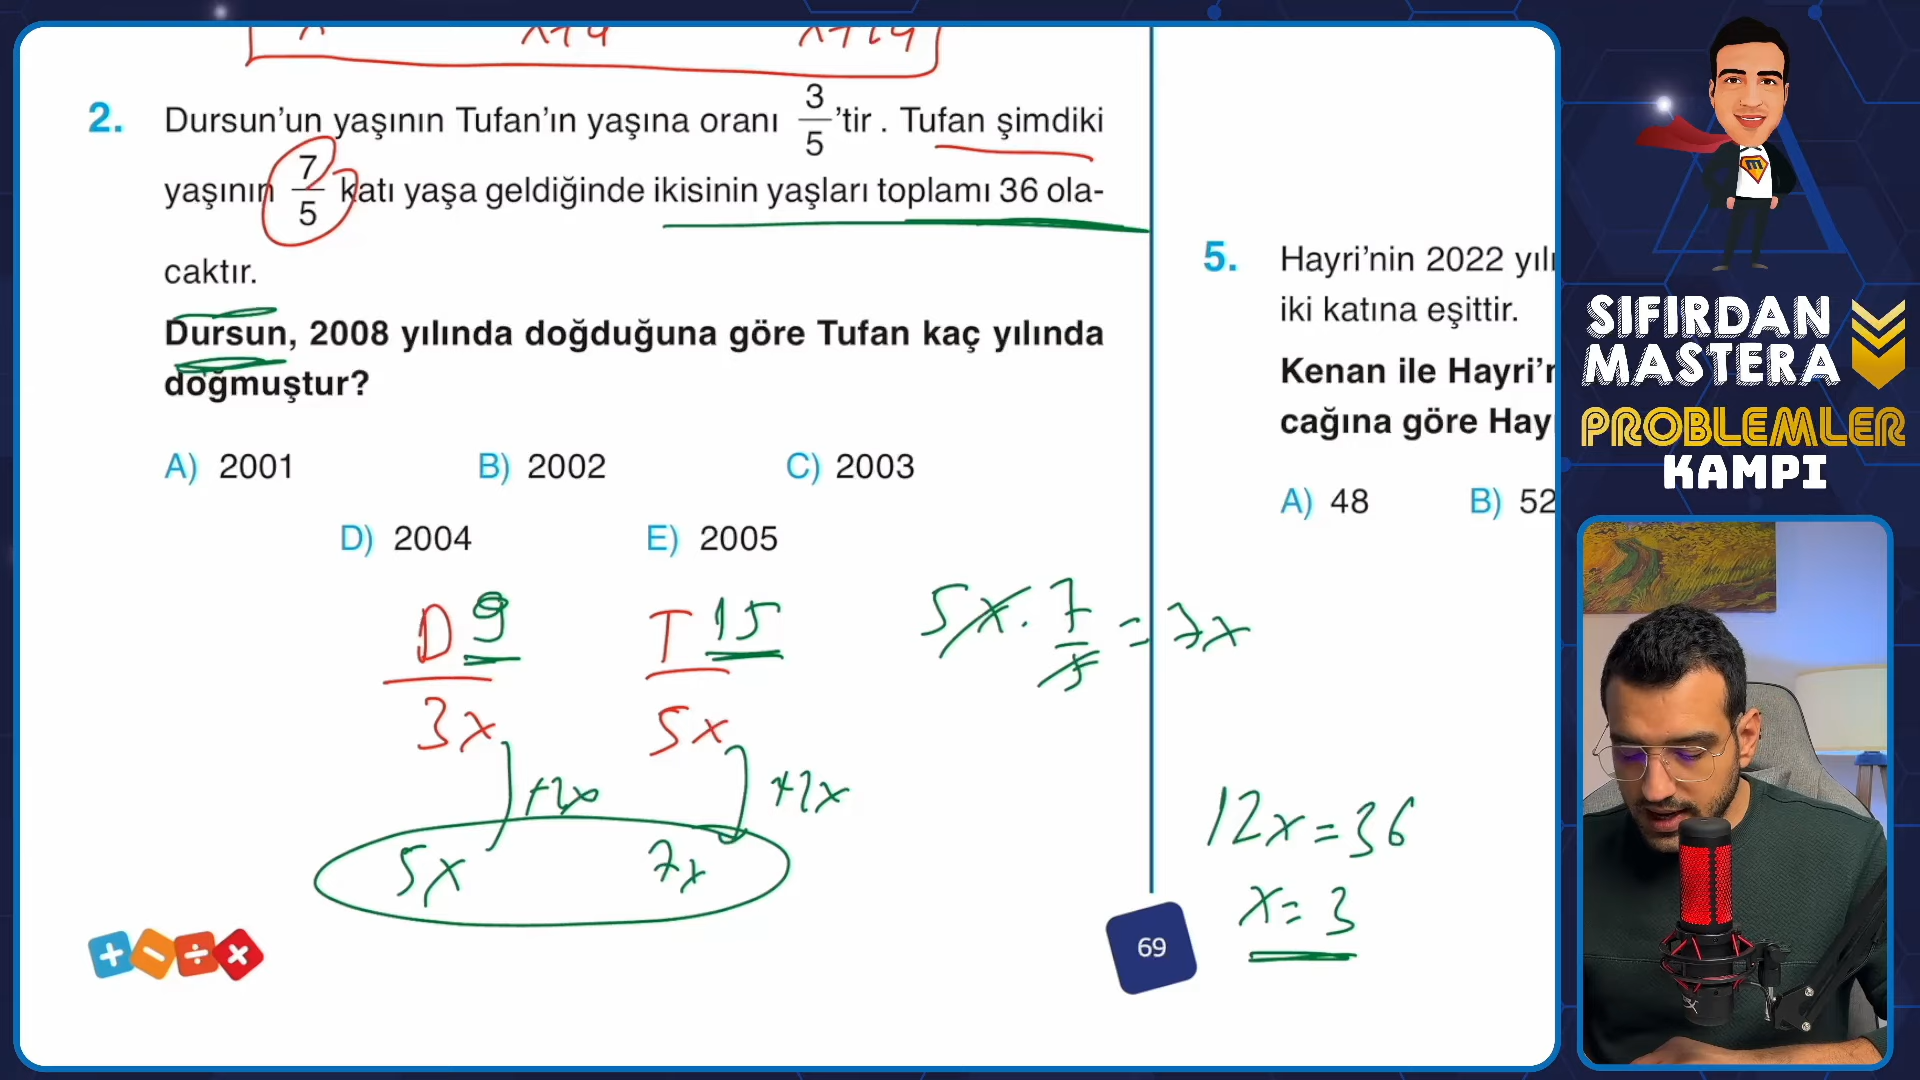 2. Dursun'un yaşının Tufan'ın yaşına oranı 3/5 'tir . Tufan şimdiki
yaşının 7/5 katı yaşa geldiğinde ikisinin yaşları toplamı 36 ola-
caktır.
Dursun, 2008 yılında doğduğuna göre Tufan kaç yılında
doğmuştur?
A) 2001 B) 2002 C) 2003
D) 2004 E) 2005
D 9 T 15
3x 5x
+2x +2x
5x 7x
5x . 7/5 = 7x
12x = 36
x = 3
69
5. Hayri'nin 2022
iki katına eşittir.
Kenan ile
cağına göre
A) 48 B) 52
SIFIRDAN
MASTERA
PROBLEMLER
KAMPI